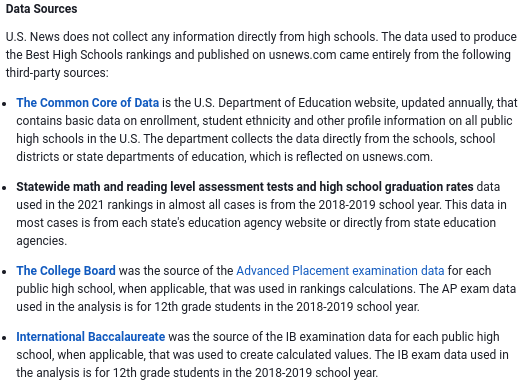 Data Sources
U.S. News does not collect any information directly from high schools. The data used to produce
the Best High Schools rankings and published on usnews.com came entirely from the following
third-party sources:
• The Common Core of Data is the U.S. Department of Education website, updated annually, that
contains basic data on enrollment, student ethnicity and other profile information on all public
high schools in the U.S. The department collects the data directly from the schools, school
districts or state departments of education, which is reflected on usnews.com.
• Statewide math and reading level assessment tests and high school graduation rates data
used in the 2021 rankings in almost all cases is from the 2018-2019 school year. This data in
most cases is from each state's education agency website or directly from state education
agencies.
• The College Board was the source of the Advanced Placement examination data for each
public high school, when applicable, that was used in rankings calculations. The AP exam data
used in the analysis is for 12th grade students in the 2018-2019 school year.
• International Baccalaureate was the source of the IB examination data for each public high
school, when applicable, that was used to create calculated values. The IB exam data used in
the analysis is for 12th grade students in the 2018-2019 school year.